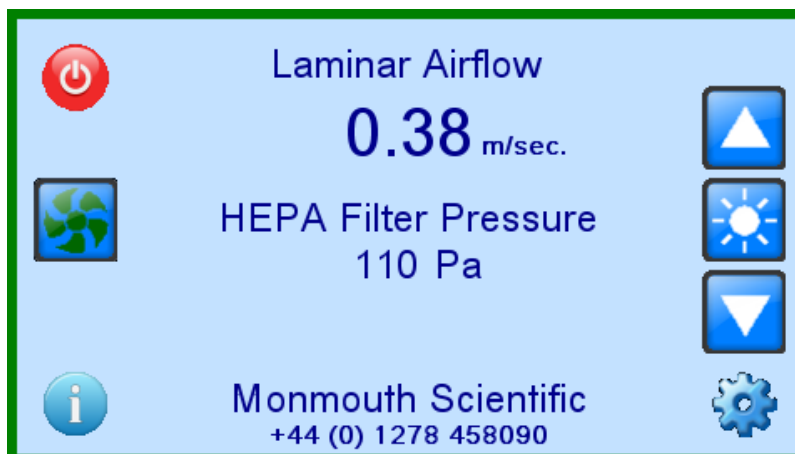 Laminar Airflow
0.38 m/sec.
HEPA Filter Pressure
110 Pa
i
Monmouth Scientific
+44 (0) 1278 458090